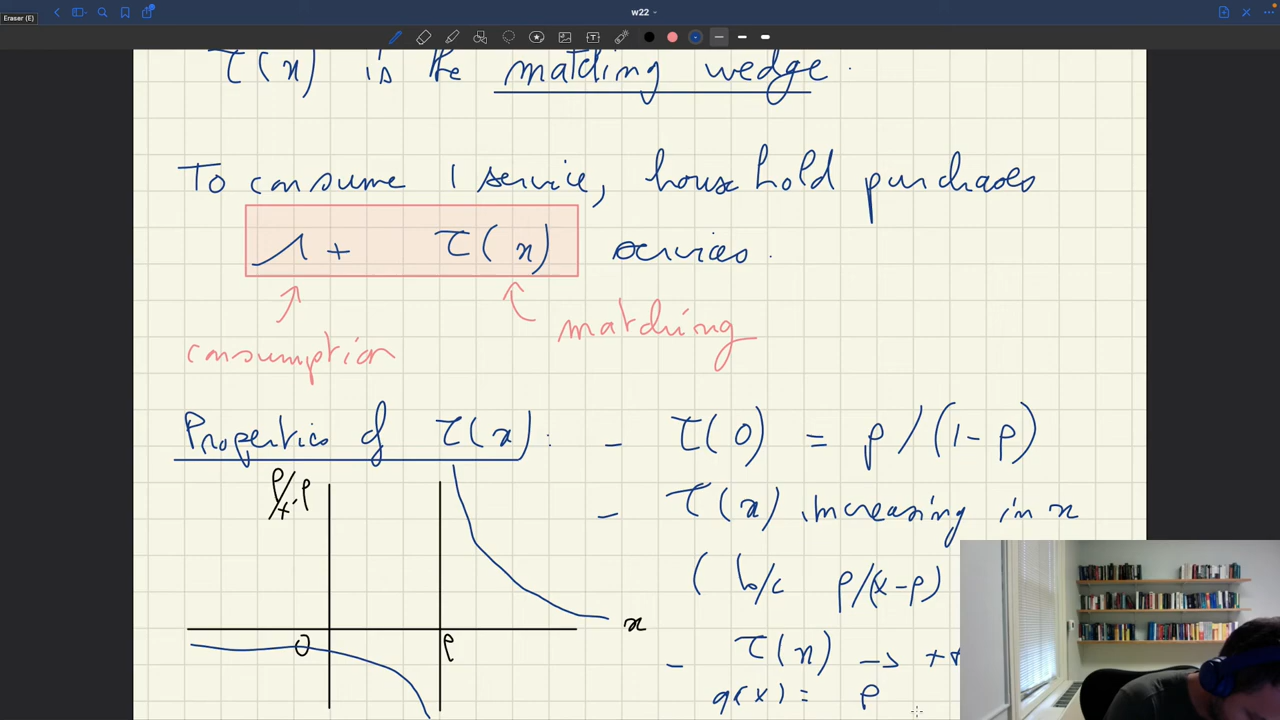 Eraser (E)
w22
τ(x) is the matching wedge.
To consume 1 service, household purchases
1 + τ(x) services.
consumption
matching
Properties of τ(x): - τ(0) = ρ/(1-ρ)
- τ(x) increasing in x
(b/c ρ/(x-ρ)
- τ(x) → +
q(x) = ρ
ρ/x-ρ
x
0
ρ